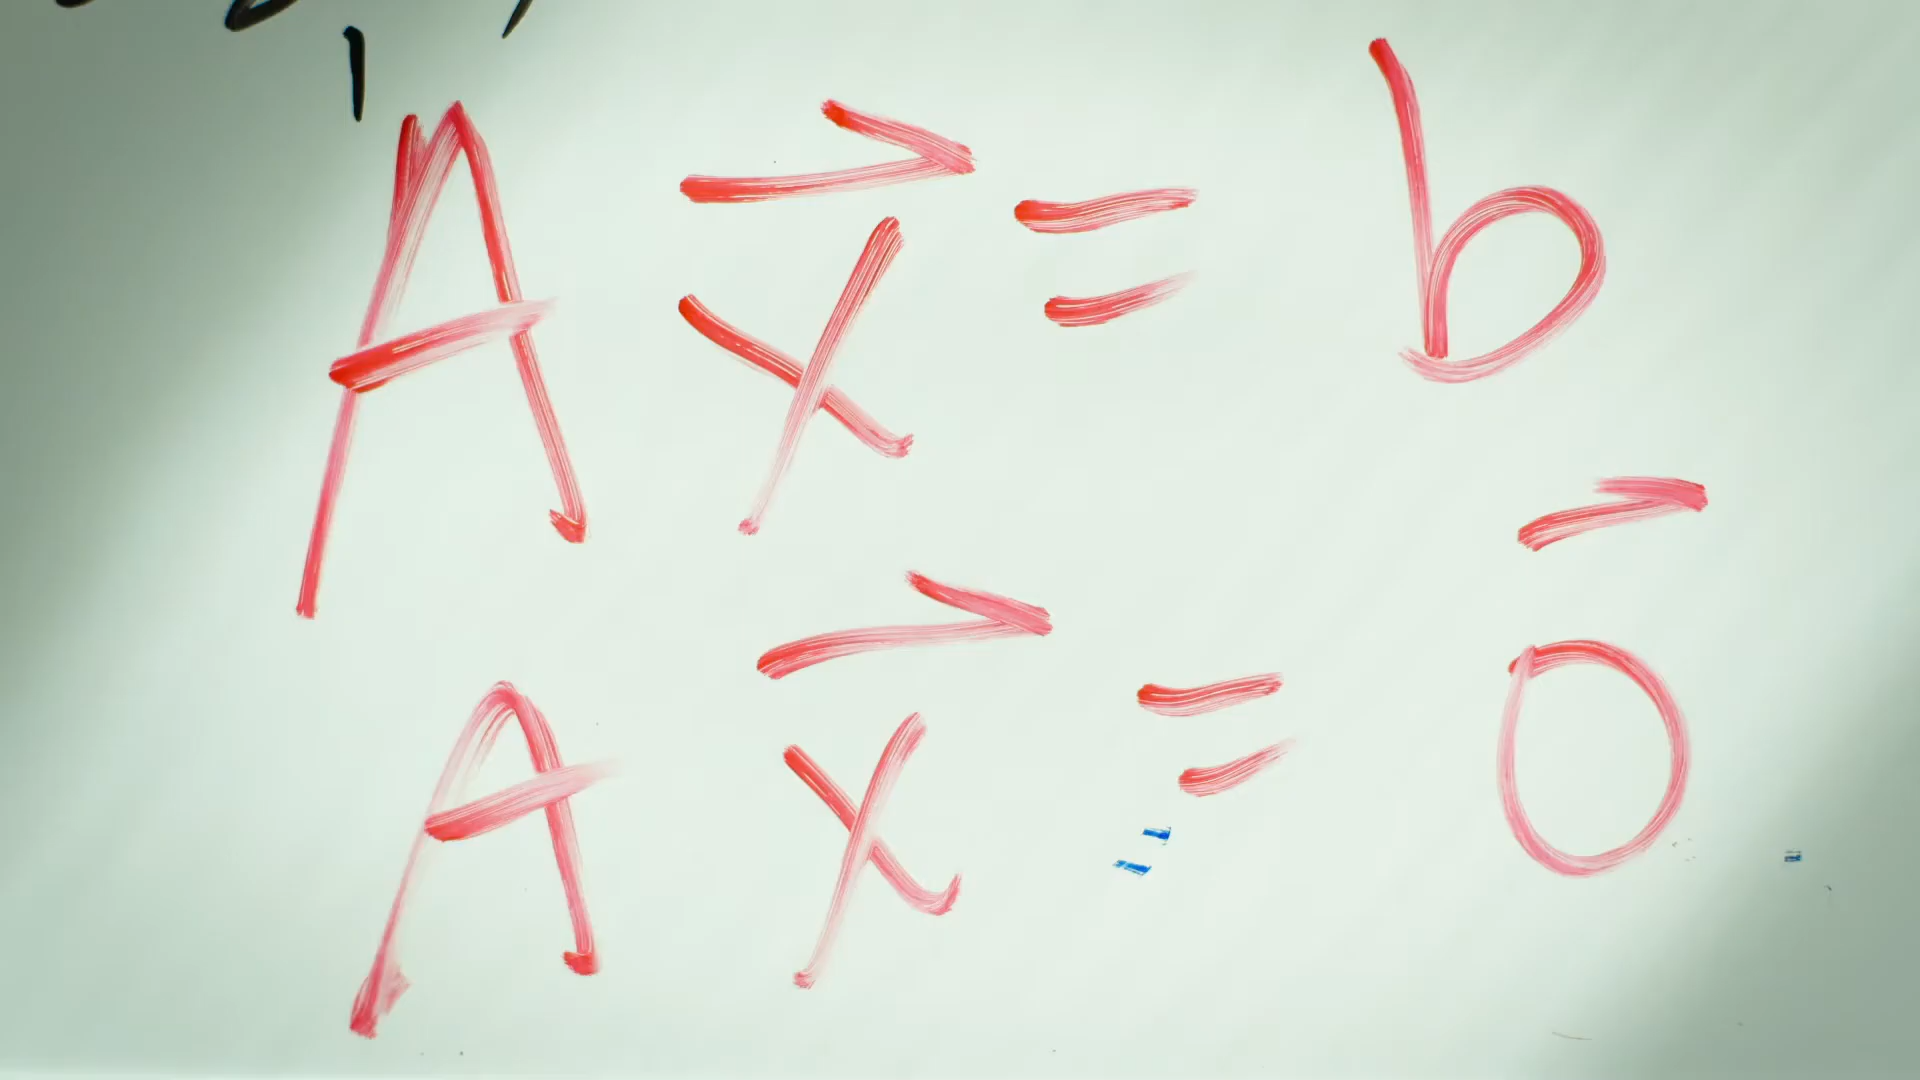 A x⃗ = b
A x⃗ = 0⃗